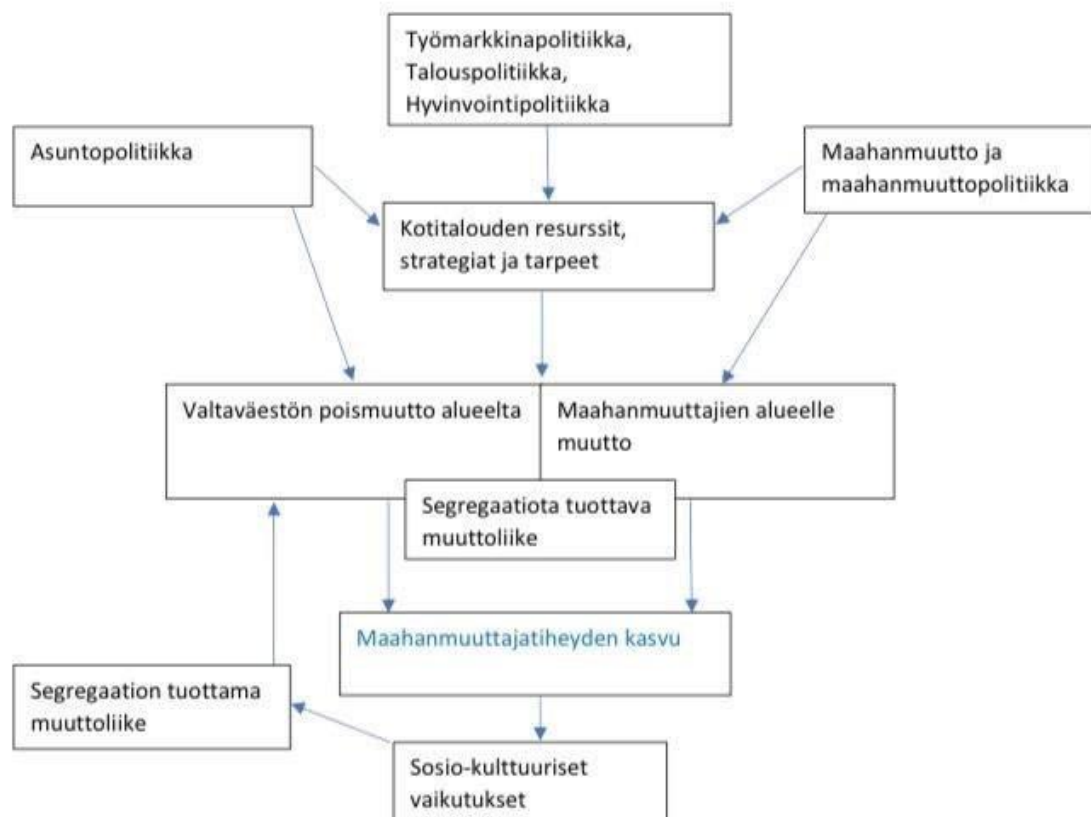 Työmarkkinapolitiikka,
Talouspolitiikka,
Hyvinvointipolitiikka
Asuntopolitiikka
Maahanmuutto ja
maahanmuuttopolitiikka
Kotitalouden resurssit,
strategiat ja tarpeet
Valtaväestön poismuutto alueelta
Maahanmuuttajien alueelle
muutto
Segregaatiota tuottava
muuttoliike
Maahanmuuttajatiheyden kasvu
Segregaation tuottama
muuttoliike
Sosio-kulttuuriset
vaikutukset